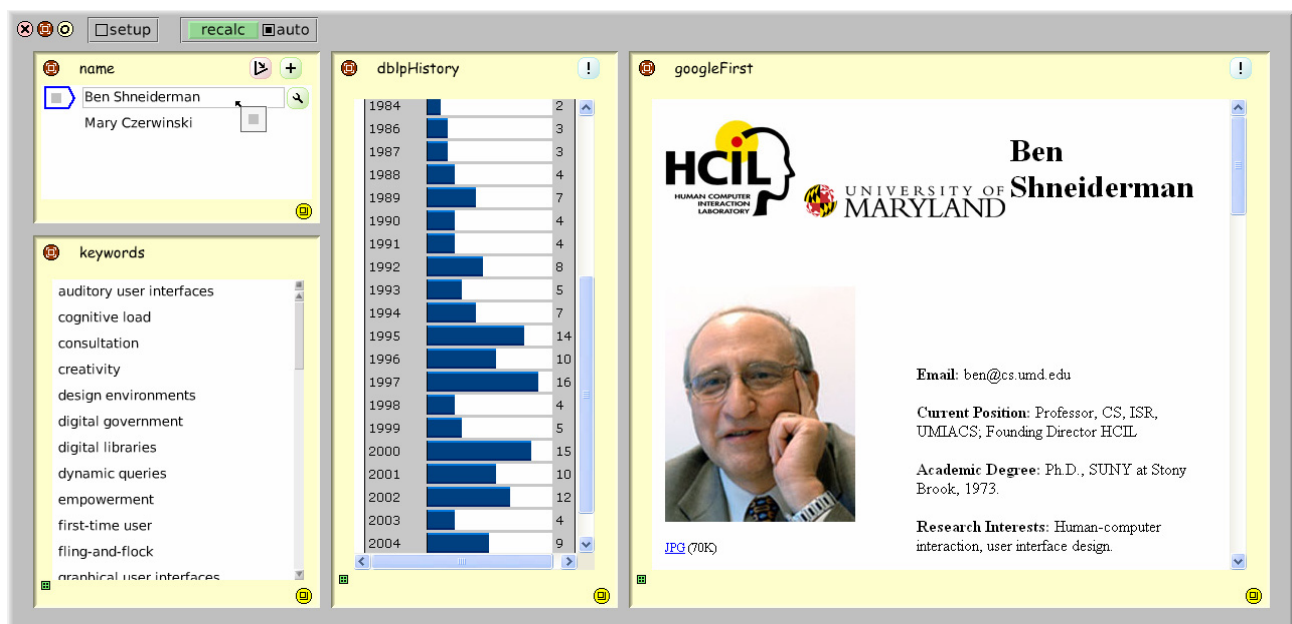 setup recalc auto
name
Ben Shneiderman
Mary Czerwinski
keywords
auditory user interfaces
cognitive load
consultation
creativity
design environments
digital government
digital libraries
dynamic queries
empowerment
first-time user
fling-and-flock
graphical user interfaces
dblpHistory !
1984 2
1986 3
1987 3
1988 4
1989 7
1990 4
1991 4
1992 8
1993 5
1994 7
1995 14
1996 10
1997 16
1998 4
1999 5
2000 15
2001 10
2002 12
2003 4
2004 9
googleFirst !
HCIL
HUMAN COMPUTER
INTERACTION
LABORATORY
UNIVERSITY OF
MARYLAND
Ben
Shneiderman
Email: ben@cs.umd.edu
Current Position: Professor, CS, ISR,
UMIACS; Founding Director HCIL
Academic Degree: Ph.D., SUNY at Stony
Brook, 1973.
Research Interests: Human-computer
interaction, user interface design.
JPG (70K)